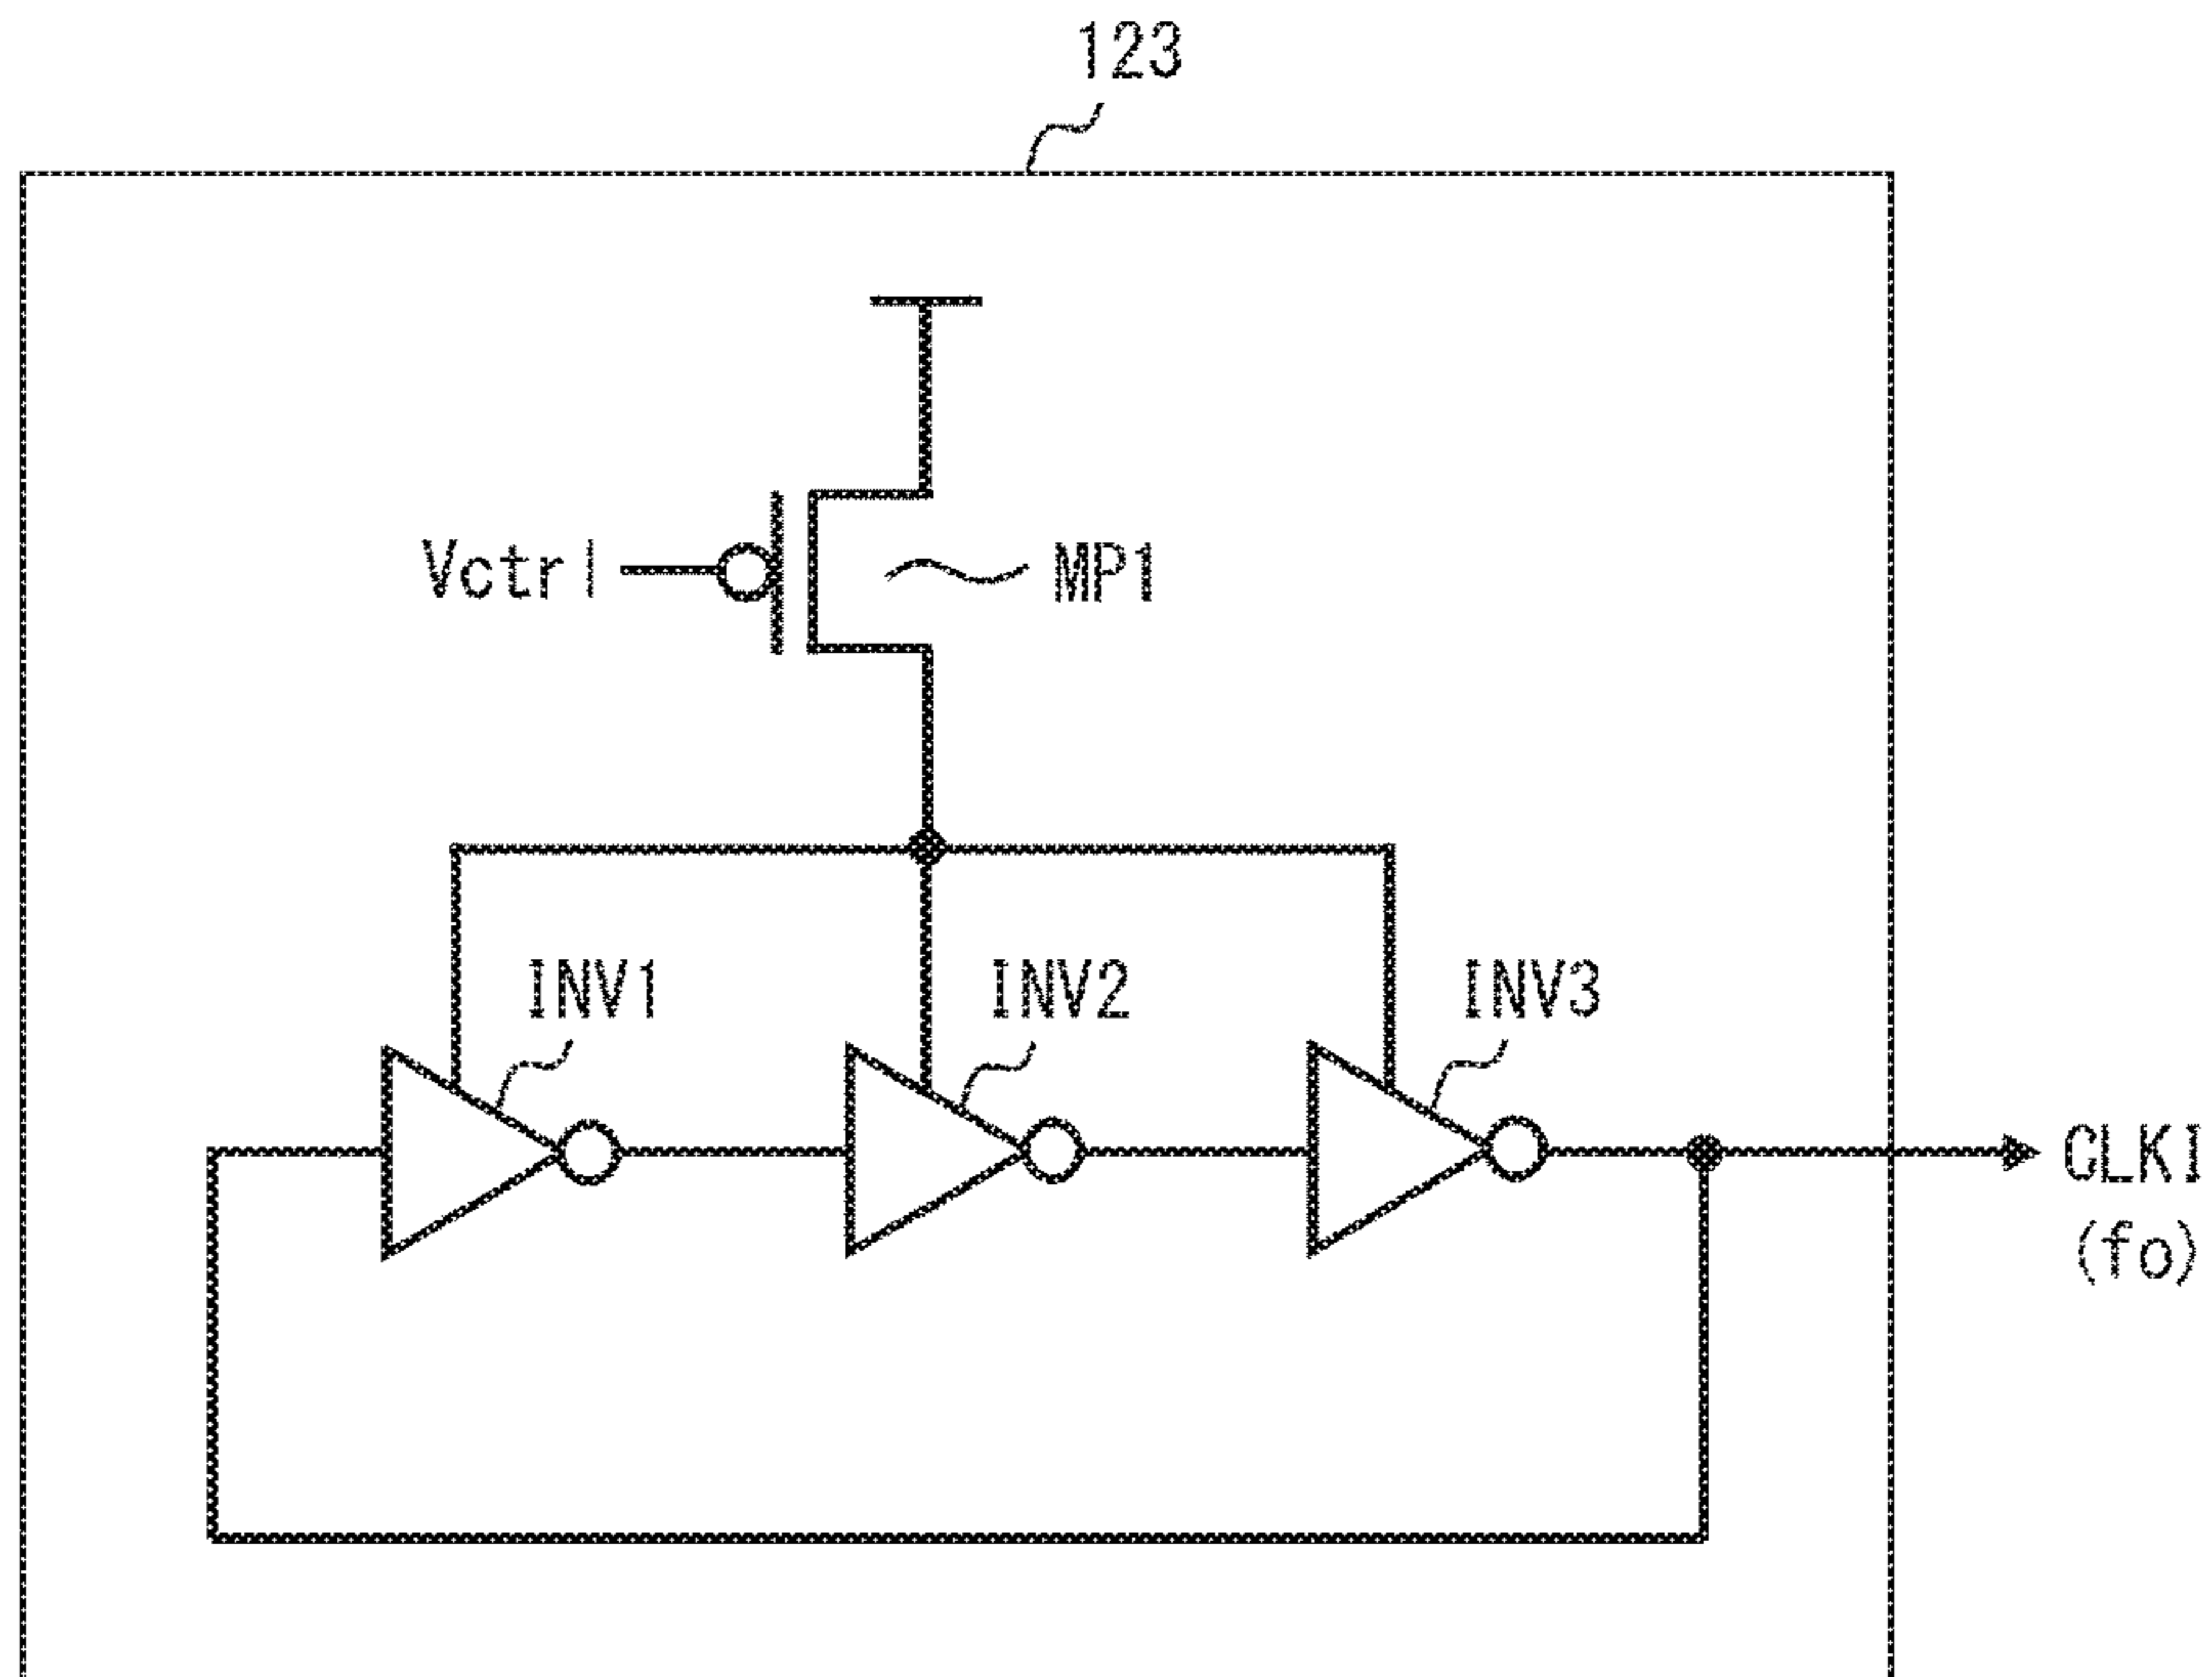 123
Vctrl
MP1
INV1
INV2
INV3
CLKI
(fo)